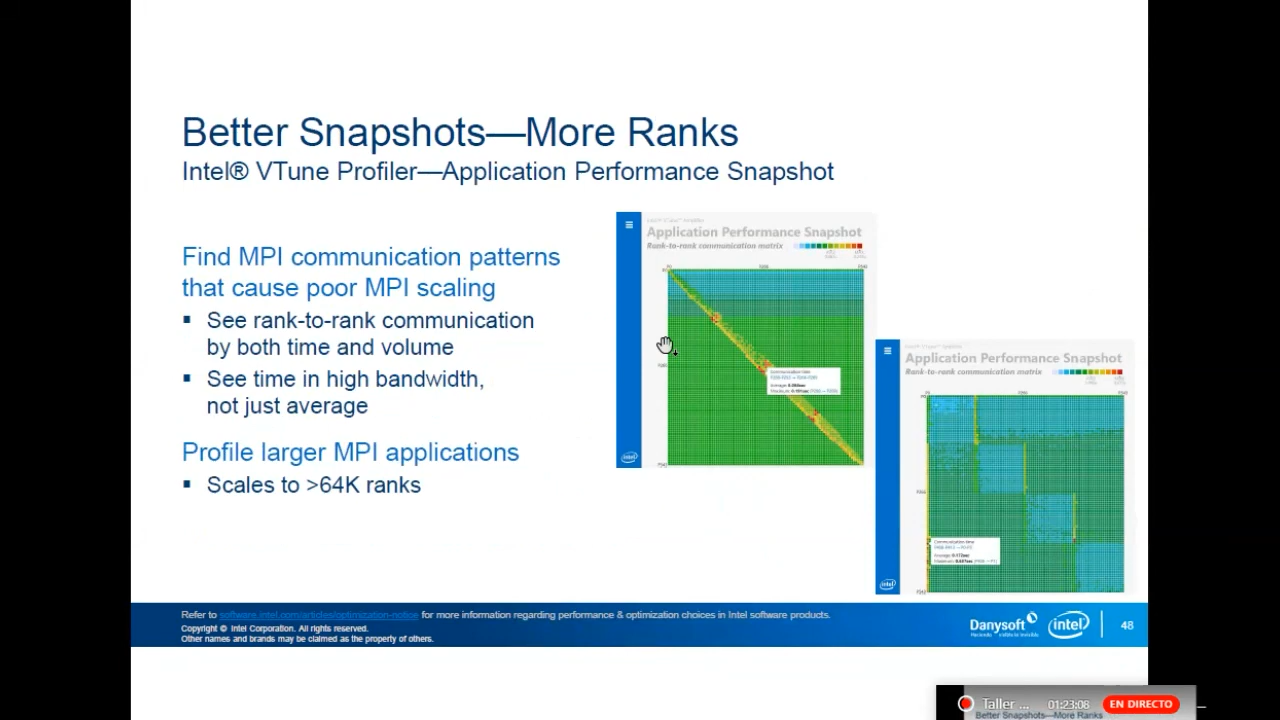 Better Snapshots—More Ranks
Intel® VTune Profiler—Application Performance Snapshot
Find MPI communication patterns
that cause poor MPI scaling
▪ See rank-to-rank communication
by both time and volume
▪ See time in high bandwidth,
not just average
Profile larger MPI applications
▪ Scales to >64K ranks
Application Performance Snapshot
Rank-to-rank communication matrix
intel
Application Performance Snapshot
Rank-to-rank communication matrix
intel
Refer to software.intel.com/articles/optimization-notice for more information regarding performance & optimization choices in Intel software products.
Copyright © Intel Corporation. All rights reserved.
Other names and brands may be claimed as the property of others.
Danysoft
intel
48
Taller ...
01:23:08
EN DIRECTO
Better Snapshots—More Ranks